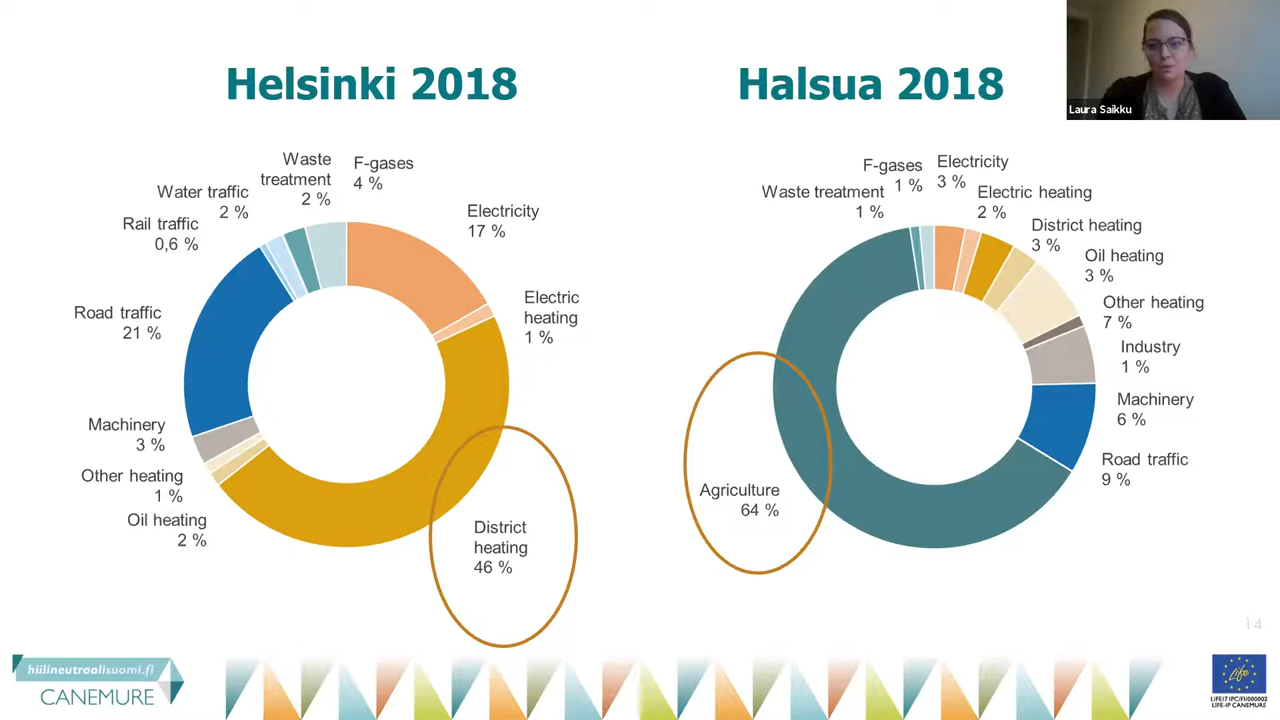 Helsinki 2018
Halsua 2018
Laura Saikku
Waste
treatment
2 %
F-gases
4 %
Water traffic
2 %
Rail traffic
0,6 %
Electricity
17 %
Electric
heating
1 %
Road traffic
21 %
Machinery
3 %
Other heating
1 %
Oil heating
2 %
District
heating
46 %
F-gases
1 %
Electricity
3 %
Waste treatment
1 %
Electric heating
2 %
District heating
3 %
Oil heating
3 %
Other heating
7 %
Industry
1 %
Machinery
6 %
Road traffic
9 %
Agriculture
64 %
14
hiilineutraalisuomi.fi
CANEMURE
Life
LIFE17 IPC/FI/000002
LIFE-IP CANEMURE